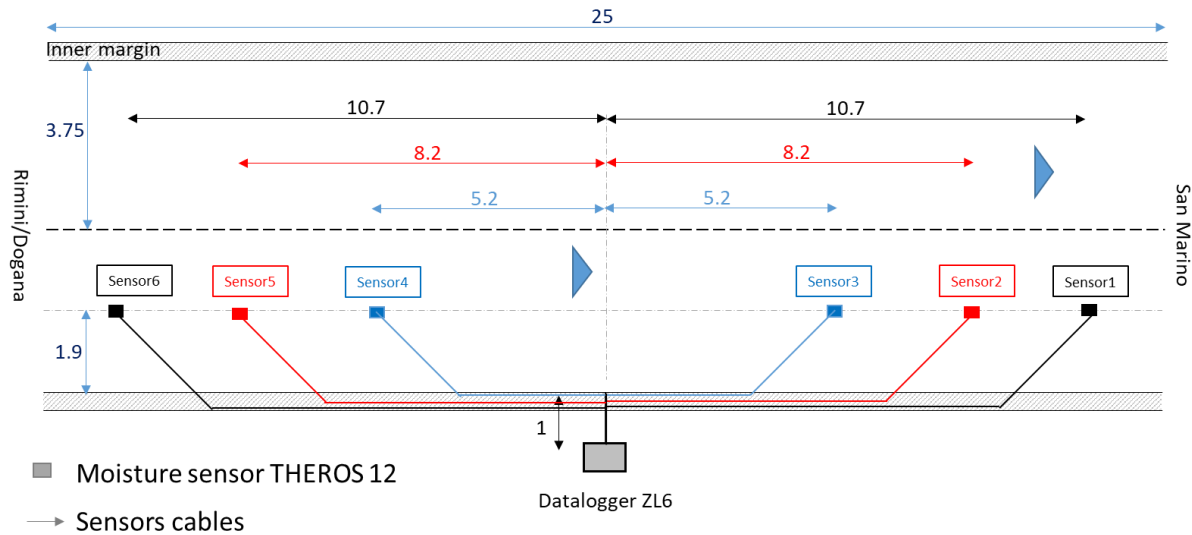 25
Inner margin
10.7
10.7
3.75
8.2
8.2
5.2
5.2
Rimini/Dogana
San Marino
Sensor6
Sensor5
Sensor4
Sensor3
Sensor2
Sensor1
1.9
1
Moisture sensor THEROS 12
Datalogger ZL6
Sensors cables